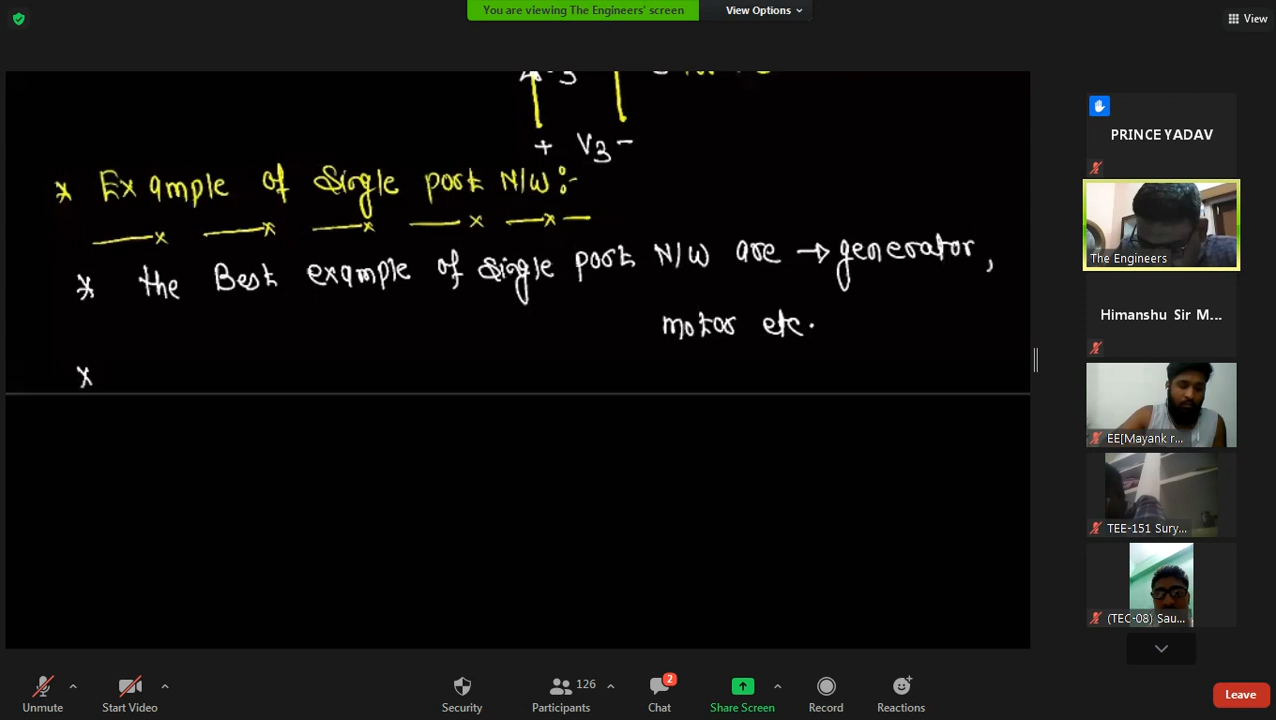 You are viewing The Engineers' screen
View Options
View
+ V3 -
* Example of Single port N/W :-
* the Best example of single port N/W are → generator,
motor etc.
*
PRINCE YADAV
The Engineers
Himanshu Sir M...
EE[Mayank r...
TEE-151 Sury...
(TEC-08) Sau...
Unmute
Start Video
Security
126
Participants
2
Chat
Share Screen
Record
Reactions
Leave